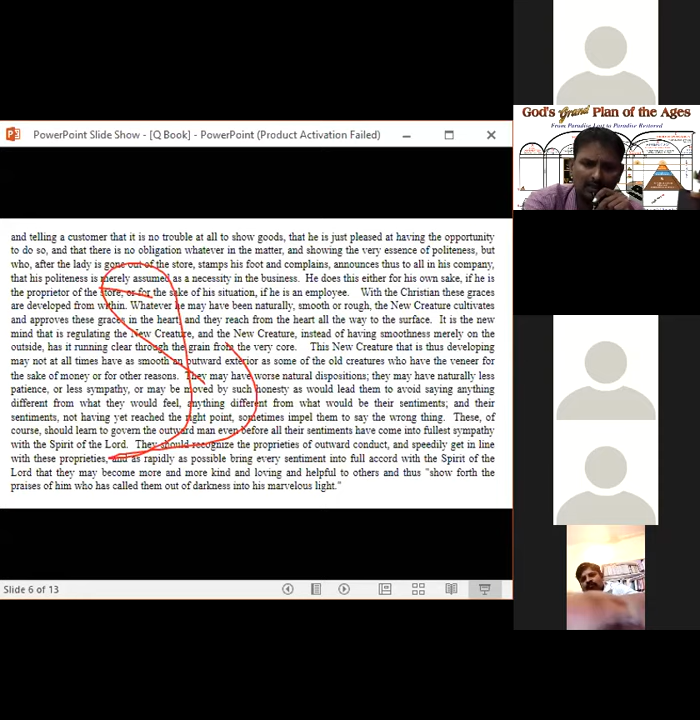 PowerPoint Slide Show - [Q Book] - PowerPoint (Product Activation Failed)
God's Grand Plan of the Ages
From Paradise Lost to Paradise Restored
and telling a customer that it is no trouble at all to show goods, that he is just pleased at having the opportunity
to do so, and that there is no obligation whatever in the matter, and showing the very essence of politeness, but
who, after the lady is gone out of the store, stamps his foot and complains, announces thus to all in his company,
that his politeness is merely assumed as a necessity in the business. He does this either for his own sake, if he is
the proprietor of the store, or for the sake of his situation, if he is an employee. With the Christian these graces
are developed from within. Whatever he may have been naturally, smooth or rough, the New Creature cultivates
and approves these graces in the heart, and they reach from the heart all the way to the surface. It is the new
mind that is regulating the New Creature, and the New Creature, instead of having smoothness merely on the
outside, has it running clear through the grain from the very core. This New Creature that is thus developing
may not at all times have as smooth an outward exterior as some of the old creatures who have the veneer for
the sake of money or for other reasons. They may have worse natural dispositions; they may have naturally less
patience, or less sympathy, or may be moved by such honesty as would lead them to avoid saying anything
different from what they would feel, anything different from what would be their sentiments; and their
sentiments, not having yet reached the right point, sometimes impel them to say the wrong thing. These, of
course, should learn to govern the outward man even before all their sentiments have come into fullest sympathy
with the Spirit of the Lord. They should recognize the proprieties of outward conduct, and speedily get in line
with these proprieties, and as rapidly as possible bring every sentiment into full accord with the Spirit of the
Lord that they may become more and more kind and loving and helpful to others and thus "show forth the
praises of him who has called them out of darkness into his marvelous light."
Slide 6 of 13